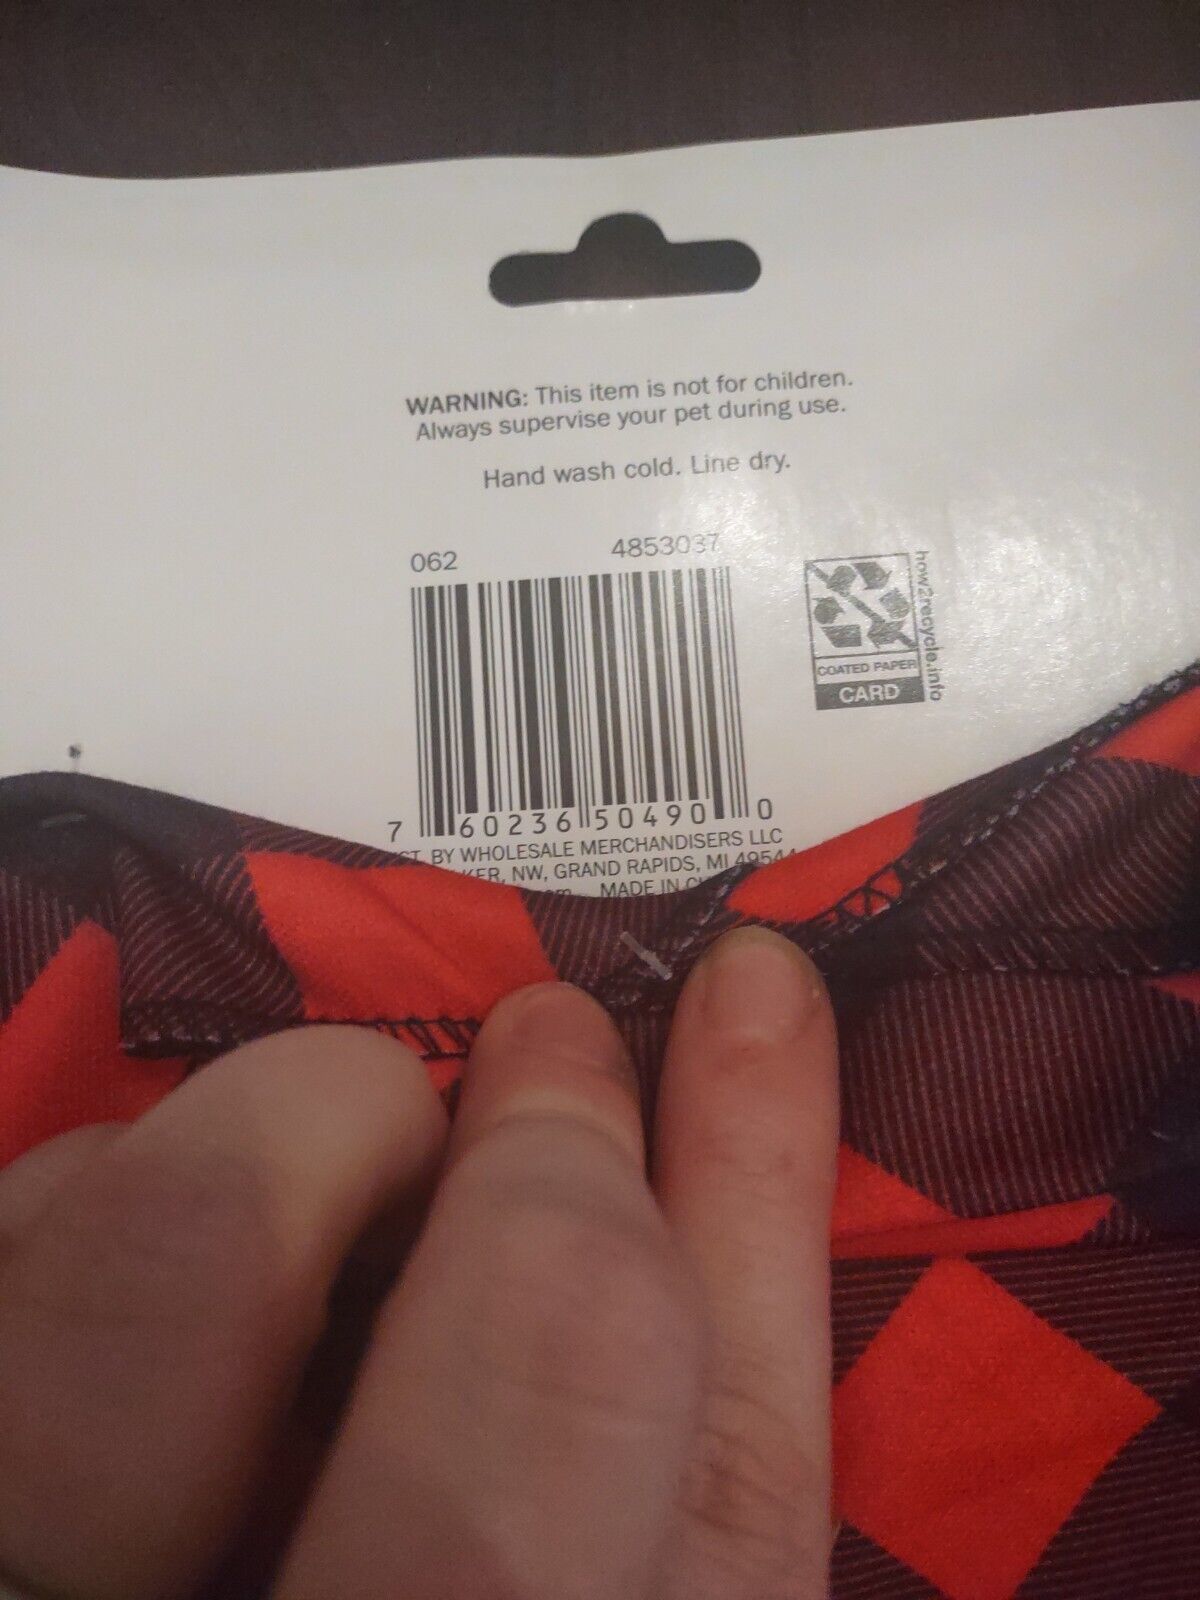 WARNING: This item is not for children.
Always supervise your pet during use.
Hand wash cold. Line dry.
062 4853037
how2recycle.info
COATED PAPER
CARD
7 60236 50490 0
BY WHOLESALE MERCHANDISERS LLC
NW, GRAND RAPIDS, MI 49544
MADE IN